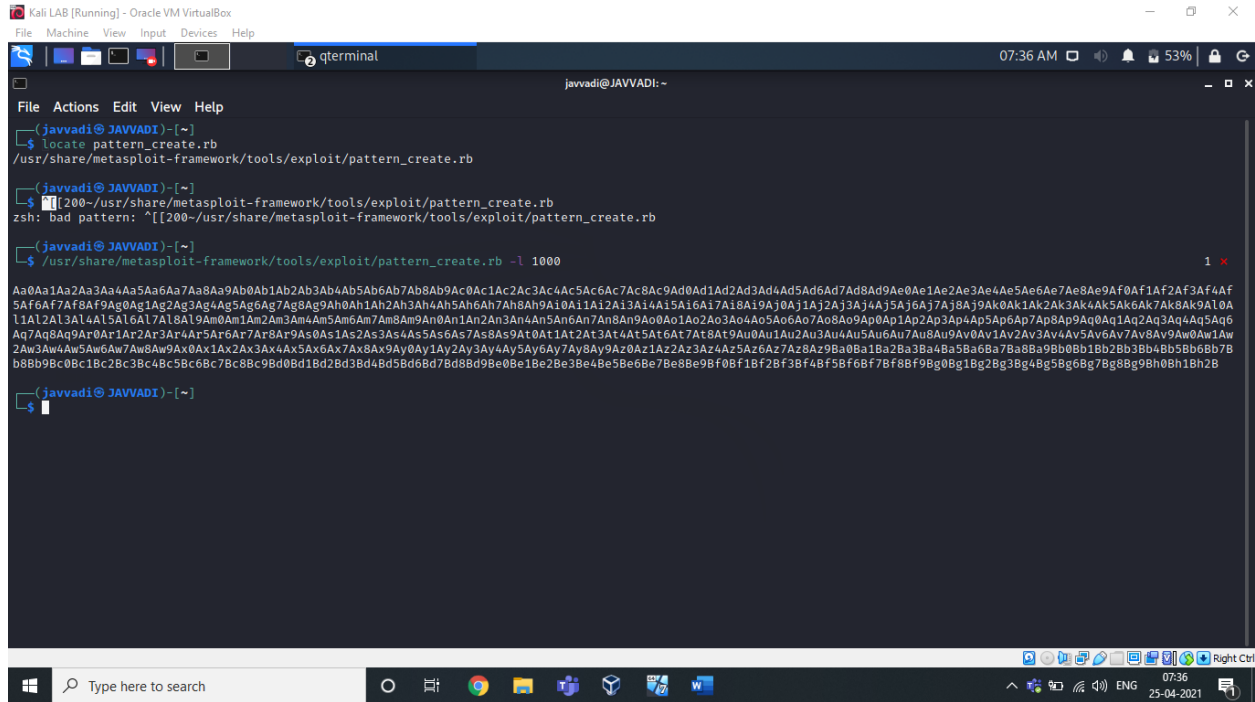 Kali LAB [Running] - Oracle VM VirtualBox
File Machine View Input Devices Help
qterminal
07:36 AM
53%
javvadi@JAVVADI: ~
File Actions Edit View Help
┌──(javvadi㉿JAVVADI)-[~]
└─$ locate pattern_create.rb
/usr/share/metasploit-framework/tools/exploit/pattern_create.rb
┌──(javvadi㉿JAVVADI)-[~]
└─$ ^[[200~/usr/share/metasploit-framework/tools/exploit/pattern_create.rb
zsh: bad pattern: ^[[200~/usr/share/metasploit-framework/tools/exploit/pattern_create.rb
┌──(javvadi㉿JAVVADI)-[~]
└─$ /usr/share/metasploit-framework/tools/exploit/pattern_create.rb -l 1000 1 ⨯
Aa0Aa1Aa2Aa3Aa4Aa5Aa6Aa7Aa8Aa9Ab0Ab1Ab2Ab3Ab4Ab5Ab6Ab7Ab8Ab9Ac0Ac1Ac2Ac3Ac4Ac5Ac6Ac7Ac8Ac9Ad0Ad1Ad2Ad3Ad4Ad5Ad6Ad7Ad8Ad9Ae0Ae1Ae2Ae3Ae4Ae5Ae6Ae7Ae8Ae9Af0Af1Af2Af3Af4Af
5Af6Af7Af8Af9Ag0Ag1Ag2Ag3Ag4Ag5Ag6Ag7Ag8Ag9Ah0Ah1Ah2Ah3Ah4Ah5Ah6Ah7Ah8Ah9Ai0Ai1Ai2Ai3Ai4Ai5Ai6Ai7Ai8Ai9Aj0Aj1Aj2Aj3Aj4Aj5Aj6Aj7Aj8Aj9Ak0Ak1Ak2Ak3Ak4Ak5Ak6Ak7Ak8Ak9Al0A
l1Al2Al3Al4Al5Al6Al7Al8Al9Am0Am1Am2Am3Am4Am5Am6Am7Am8Am9An0An1An2An3An4An5An6An7An8An9Ao0Ao1Ao2Ao3Ao4Ao5Ao6Ao7Ao8Ao9Ap0Ap1Ap2Ap3Ap4Ap5Ap6Ap7Ap8Ap9Aq0Aq1Aq2Aq3Aq4Aq5Aq6
Aq7Aq8Aq9Ar0Ar1Ar2Ar3Ar4Ar5Ar6Ar7Ar8Ar9As0As1As2As3As4As5As6As7As8As9At0At1At2At3At4At5At6At7At8At9Au0Au1Au2Au3Au4Au5Au6Au7Au8Au9Av0Av1Av2Av3Av4Av5Av6Av7Av8Av9Aw0Aw1Aw
2Aw3Aw4Aw5Aw6Aw7Aw8Aw9Ax0Ax1Ax2Ax3Ax4Ax5Ax6Ax7Ax8Ax9Ay0Ay1Ay2Ay3Ay4Ay5Ay6Ay7Ay8Ay9Az0Az1Az2Az3Az4Az5Az6Az7Az8Az9Ba0Ba1Ba2Ba3Ba4Ba5Ba6Ba7Ba8Ba9Bb0Bb1Bb2Bb3Bb4Bb5Bb6Bb7B
b8Bb9Bc0Bc1Bc2Bc3Bc4Bc5Bc6Bc7Bc8Bc9Bd0Bd1Bd2Bd3Bd4Bd5Bd6Bd7Bd8Bd9Be0Be1Be2Be3Be4Be5Be6Be7Be8Be9Bf0Bf1Bf2Bf3Bf4Bf5Bf6Bf7Bf8Bf9Bg0Bg1Bg2Bg3Bg4Bg5Bg6Bg7Bg8Bg9Bh0Bh1Bh2B
┌──(javvadi㉿JAVVADI)-[~]
└─$
Right Ctrl
Type here to search
ENG
07:36
25-04-2021